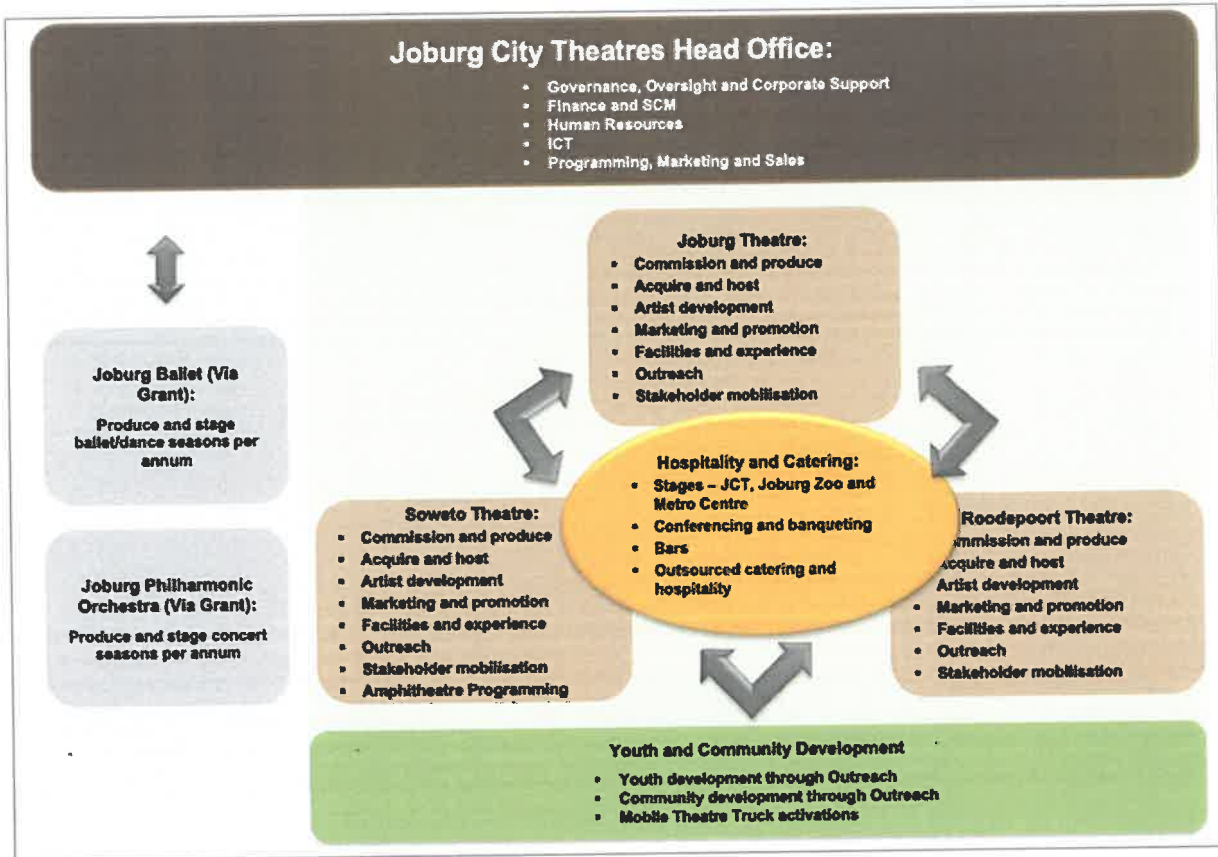 Joburg City Theatres Head Office:
• Governance, Oversight and Corporate Support
• Finance and SCM
• Human Resources
• ICT
• Programming, Marketing and Sales
Joburg Theatre:
• Commission and produce
• Acquire and host
• Artist development
• Marketing and promotion
• Facilities and experience
• Outreach
• Stakeholder mobilisation
Joburg Ballet (Via
Grant):
Produce and stage
ballet/dance seasons per
annum
Joburg Philharmonic
Orchestra (Via Grant):
Produce and stage concert
seasons per annum
Hospitality and Catering:
• Stages – JCT, Joburg Zoo and
Metro Centre
• Conferencing and banqueting
• Bars
• Outsourced catering and
hospitality
Soweto Theatre:
• Commission and produce
• Acquire and host
• Artist development
• Marketing and promotion
• Facilities and experience
• Outreach
• Stakeholder mobilisation
• Amphitheatre Programming
Roodepoort Theatre:
ommission and produce
Acquire and host
Artist development
• Marketing and promotion
• Facilities and experience
• Outreach
• Stakeholder mobilisation
Youth and Community Development
• Youth development through Outreach
• Community development through Outreach
• Mobile Theatre Truck activations